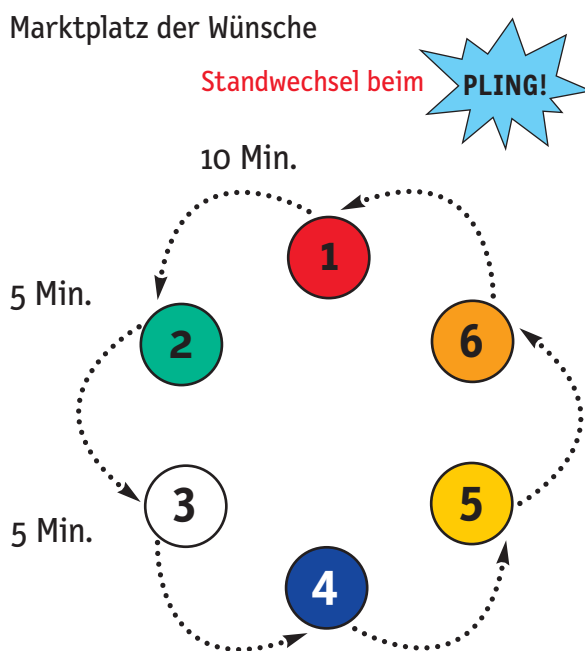 Marktplatz der Wünsche
Standwechsel beim PLING!
10 Min.
1
5 Min.
2
6
3
5
5 Min.
4